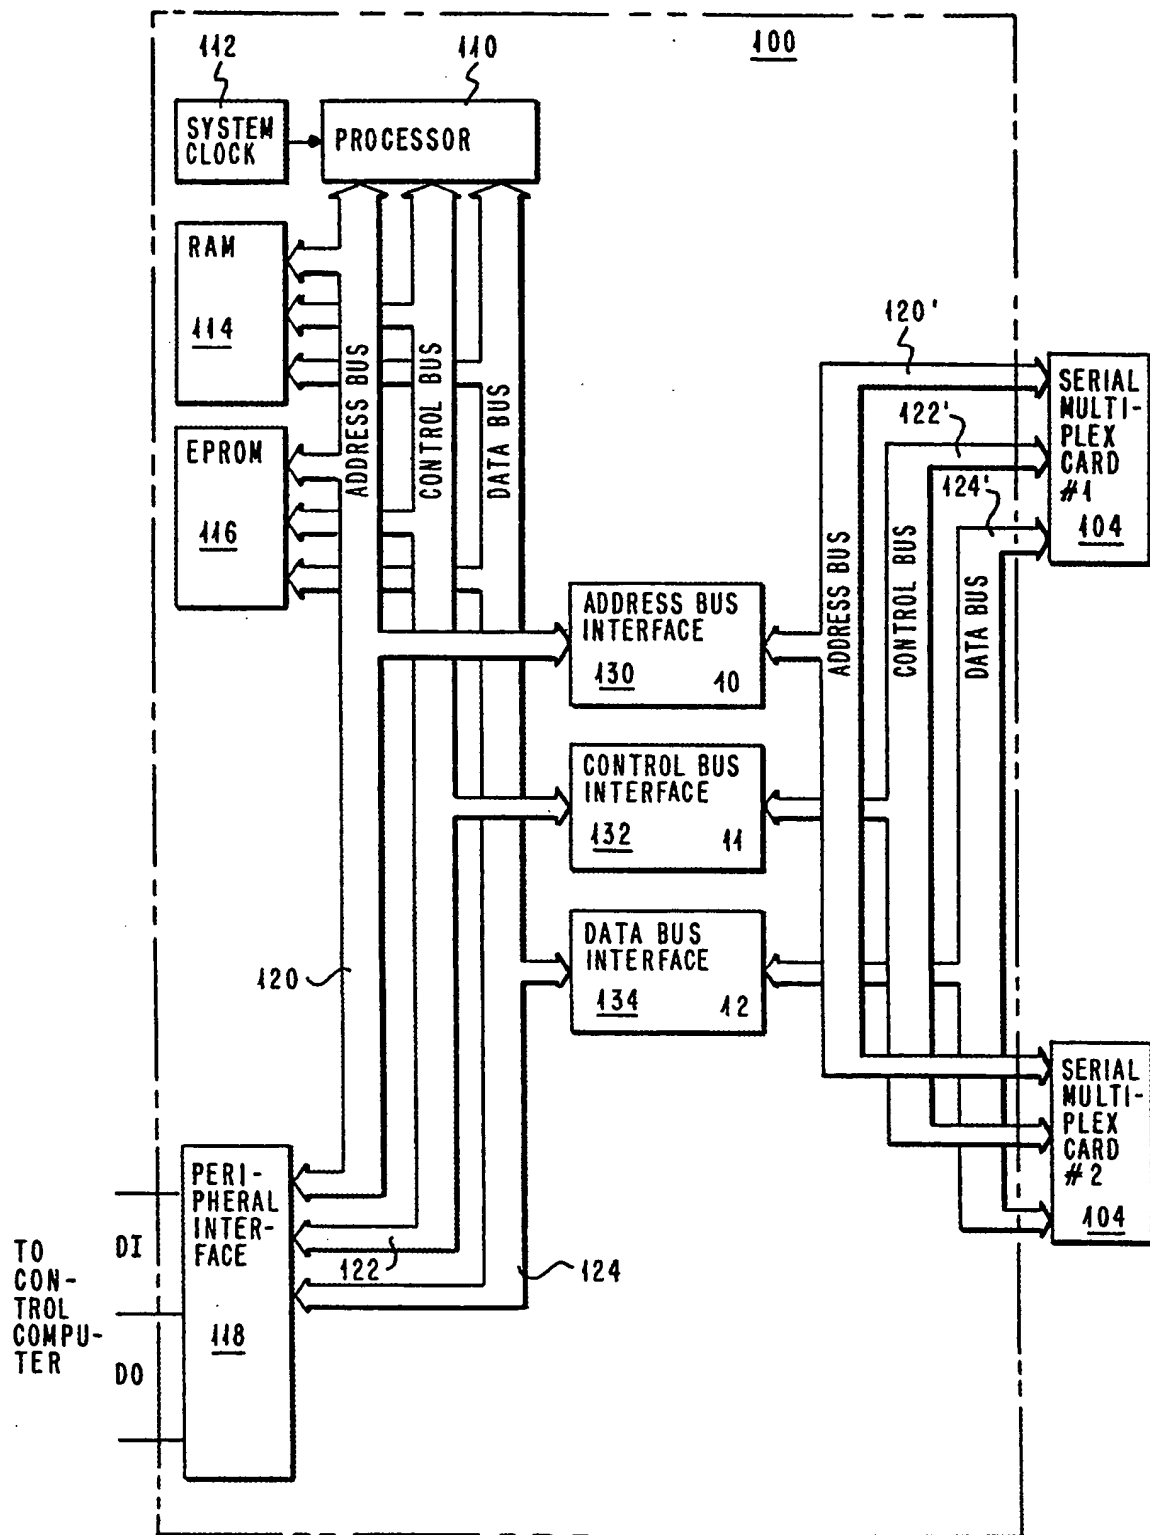 112
110
100
SYSTEM
CLOCK
PROCESSOR
RAM
114
EPROM
116
ADDRESS BUS
CONTROL BUS
DATA BUS
120'
122'
124'
SERIAL
MULTI-
PLEX
CARD
#1
104
ADDRESS BUS
INTERFACE
130
10
CONTROL BUS
INTERFACE
132
11
DATA BUS
INTERFACE
134
12
ADDRESS BUS
CONTROL BUS
DATA BUS
120
122
124
SERIAL
MULTI-
PLEX
CARD
#2
104
PERI-
PHERAL
INTER-
FACE
118
TO
CON-
TROL
COMPU-
TER
DI
DO